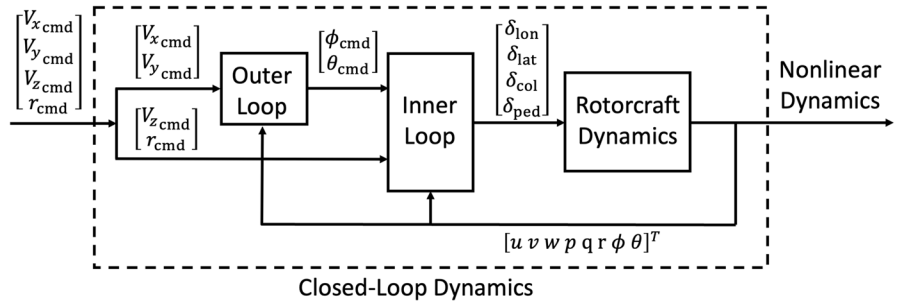 [V_x cmd
V_y cmd
V_z cmd
r_cmd]
[V_x cmd
V_y cmd]
Outer
Loop
[ϕ_cmd
θ_cmd]
[V_z cmd
r_cmd]
Inner
Loop
[δ_lon
δ_lat
δ_col
δ_ped]
Rotorcraft
Dynamics
Nonlinear
Dynamics
[u v w p q r ϕ θ]^T
Closed-Loop Dynamics